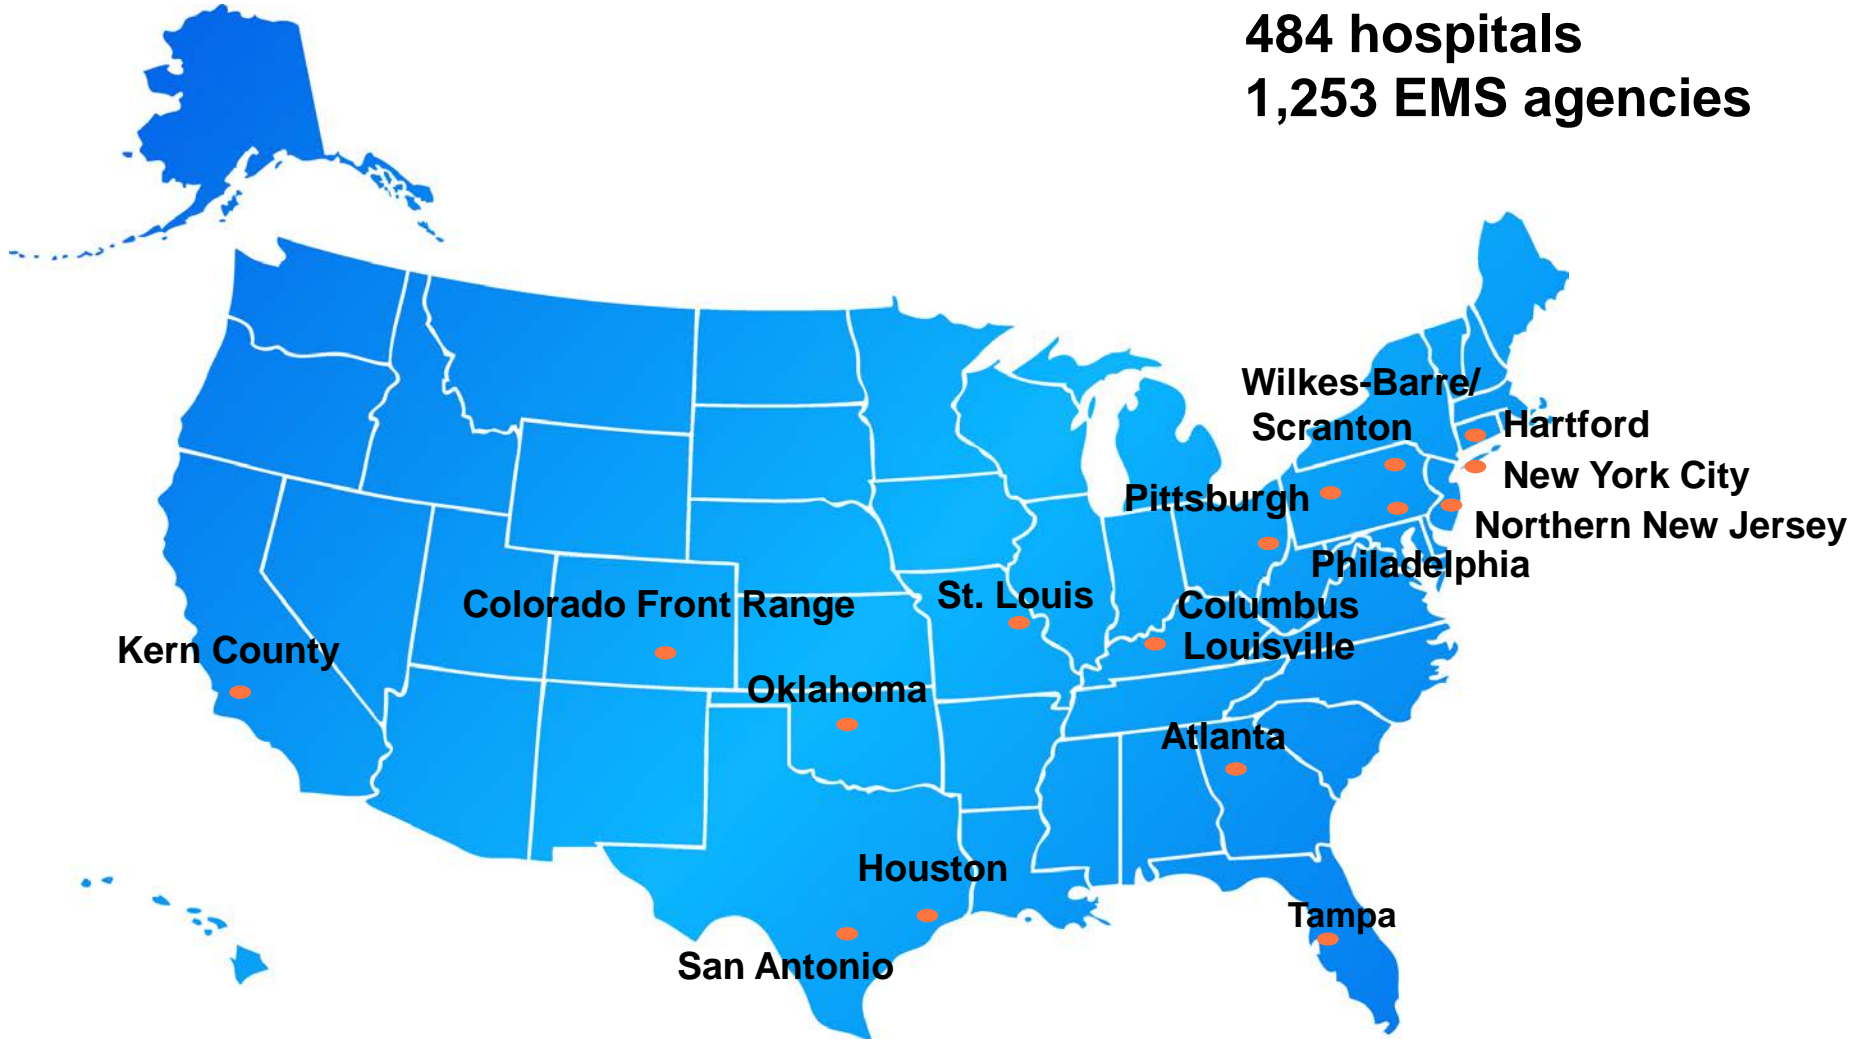 484 hospitals
1,253 EMS agencies
Wilkes-Barre/
Scranton
Hartford
New York City
Pittsburgh
Northern New Jersey
Philadelphia
Colorado Front Range
St. Louis
Columbus
Kern County
Louisville
Oklahoma
Atlanta
Houston
Tampa
San Antonio